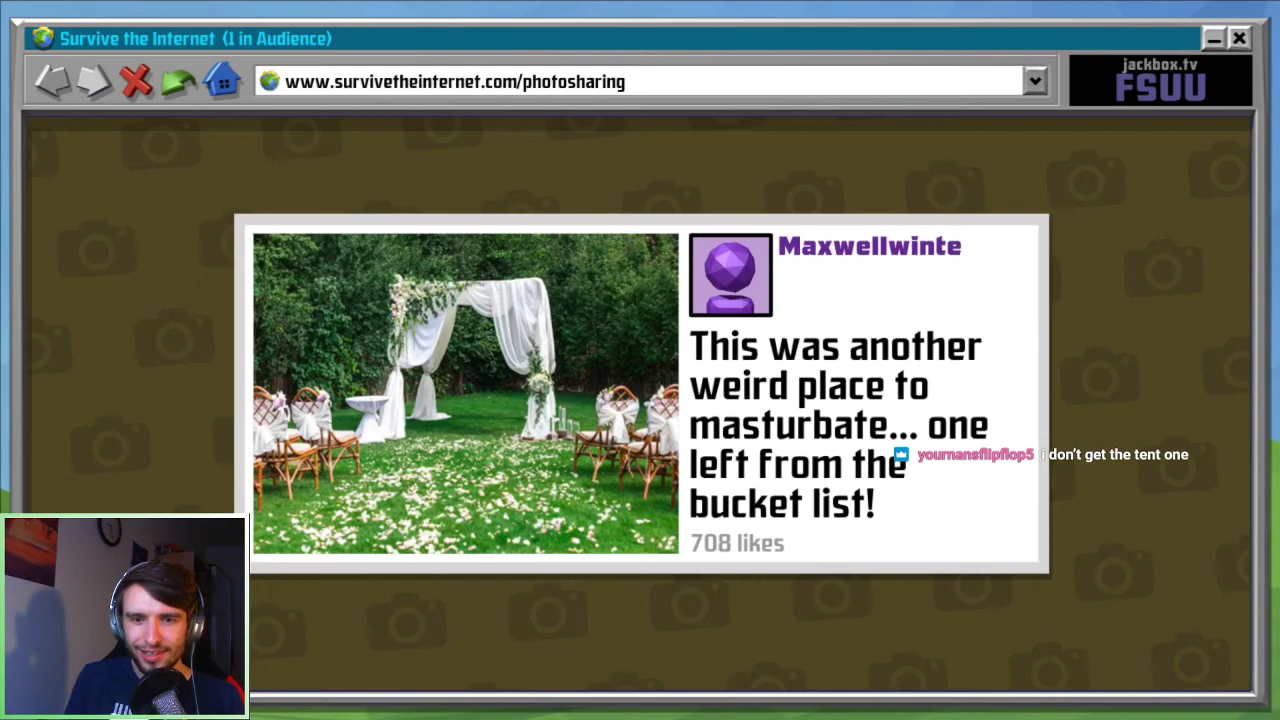 Survive the Internet (1 in Audience)
www.survivetheinternet.com/photosharing
jackbox.tv
FSUU
Maxwellwinte
This was another
weird place to
masturbate... one
left from the
bucket list!
yournansflipflop5 i don't get the tent one
708 likes